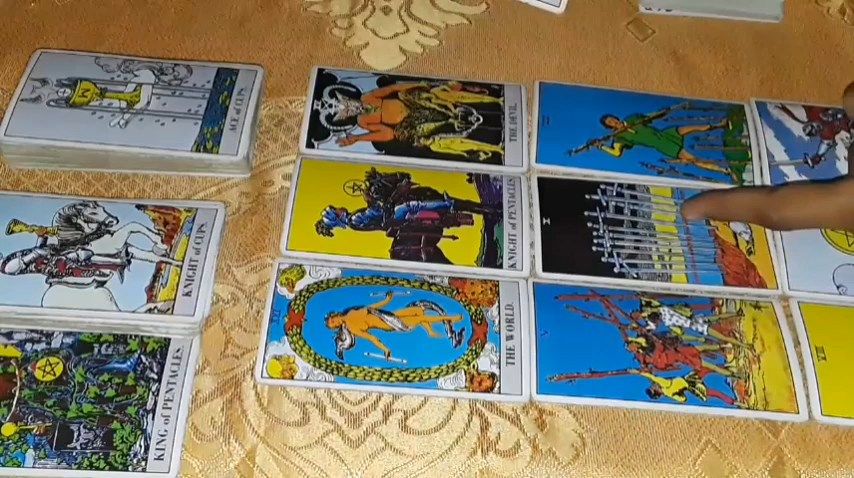 ACE of CUPS.
KNIGHT of CUPS.
KING of PENTACLES
THE DEVIL.
KNIGHT of PENTACLES.
THE WORLD.
X